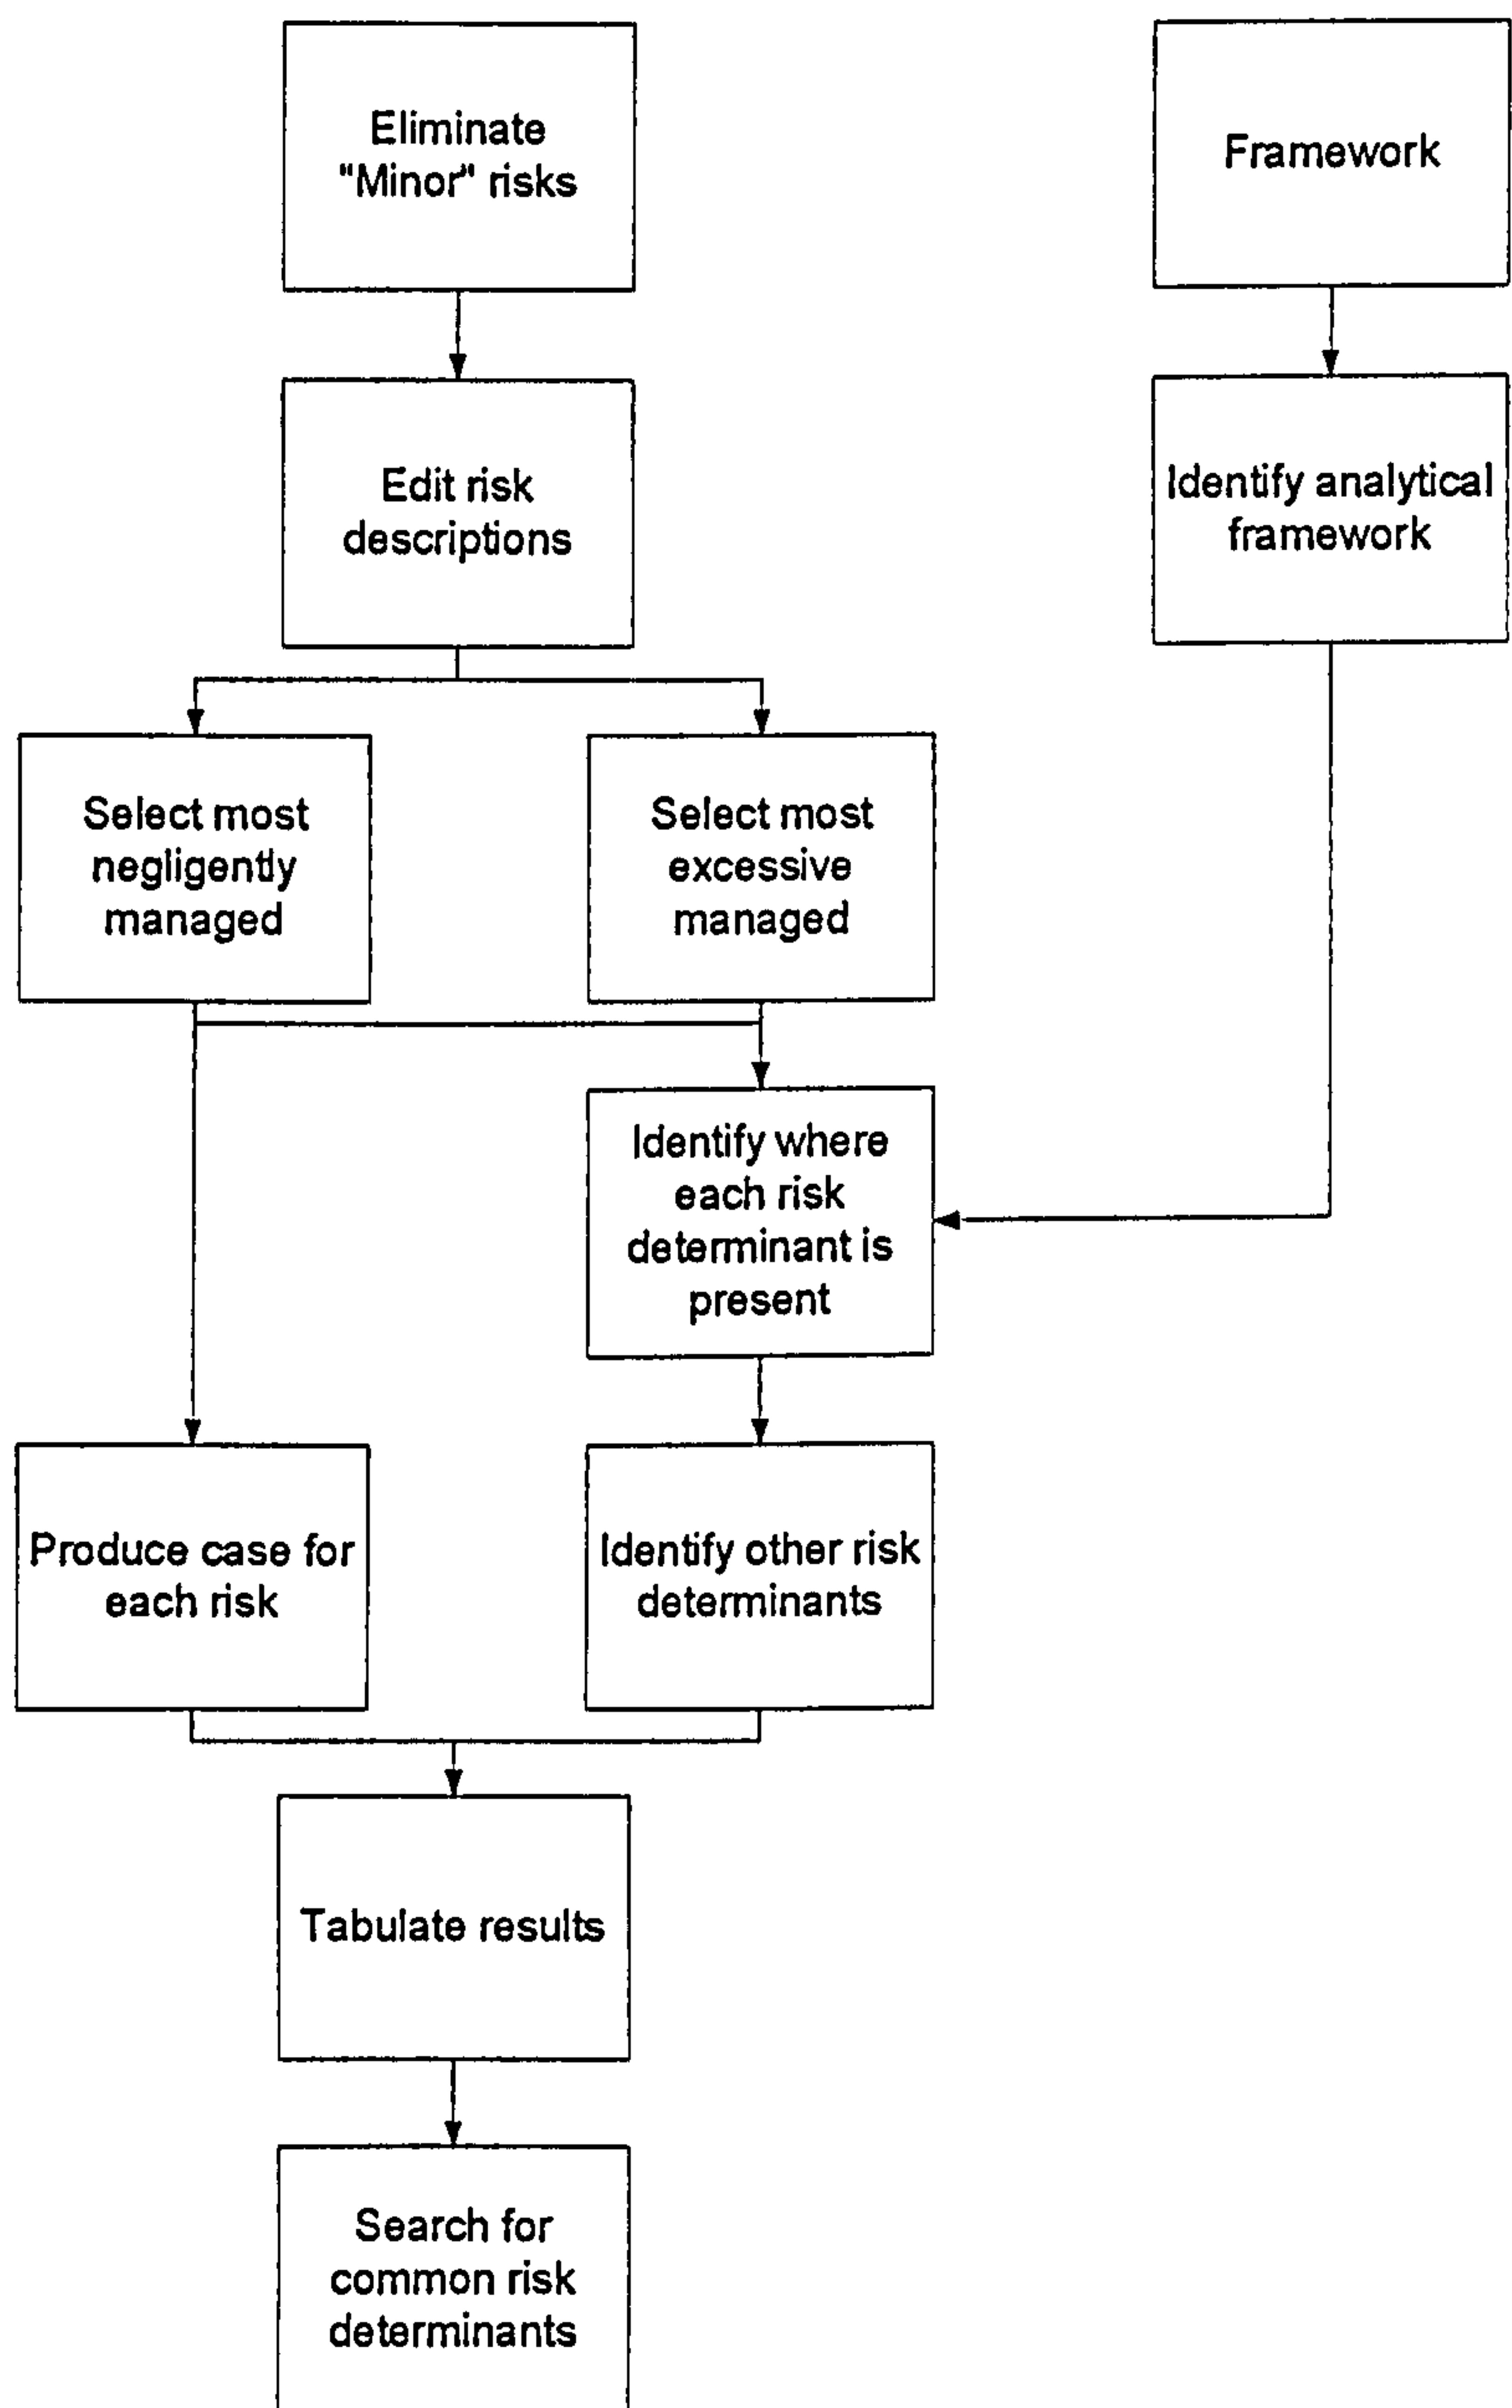 Eliminate
"Minor" risks
Framework
Edit risk
descriptions
Identify analytical
framework
Select most
negligently
managed
Select most
excessive
managed
Identify where
each risk
determinant is
present
Produce case for
each risk
Identify other risk
determinants
Tabulate results
Search for
common risk
determinants